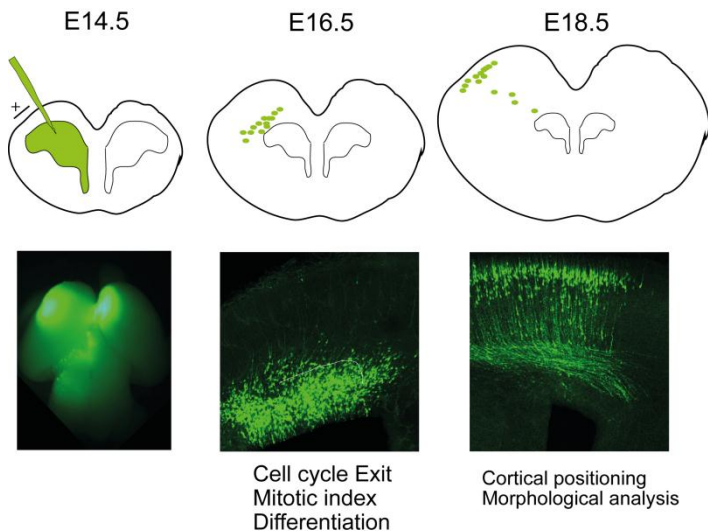 E14.5
E16.5
E18.5
+
Cell cycle Exit
Mitotic index
Differentiation
Cortical positioning
Morphological analysis